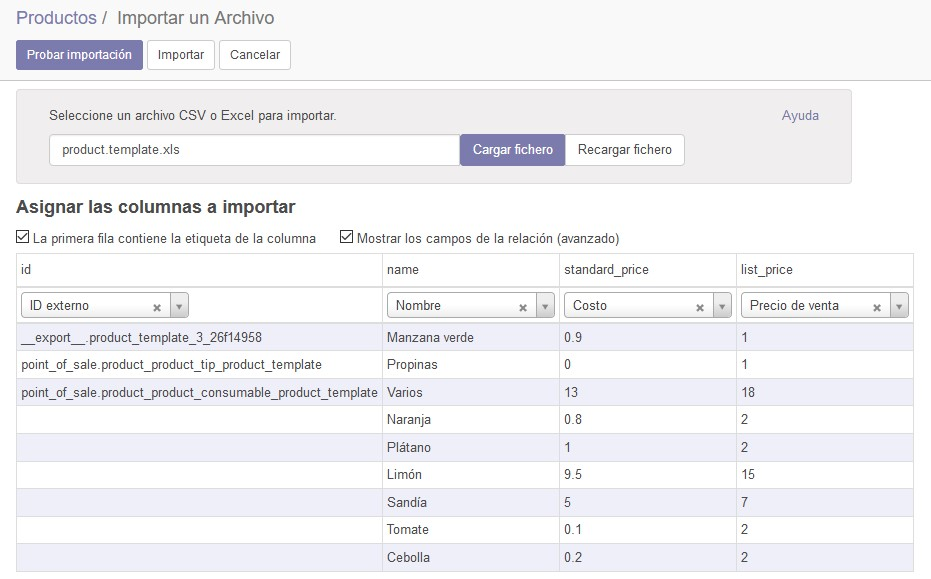 Productos / Importar un Archivo
Probar importación Importar Cancelar
Seleccione un archivo CSV o Excel para importar. Ayuda
product.template.xls Cargar fichero Recargar fichero
Asignar las columnas a importar
La primera fila contiene la etiqueta de la columna Mostrar los campos de la relación (avanzado)
id name standard_price list_price
ID externo Nombre Costo Precio de venta
__export__.product_template_3_26f14958 Manzana verde 0.9 1
point_of_sale.product_product_tip_product_template Propinas 0 1
point_of_sale.product_product_consumable_product_template Varios 13 18
Naranja 0.8 2
Plátano 1 2
Limón 9.5 15
Sandía 5 7
Tomate 0.1 2
Cebolla 0.2 2